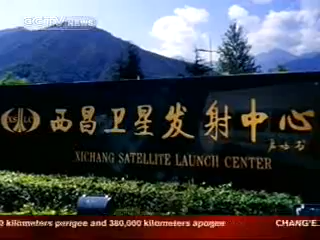 CCTV NEWS
西昌卫星发射中心
XSLC
XICHANG SATELLITE LAUNCH CENTER
0 kilometers perigee and 380,000 kilometers apogee
CHANG'E